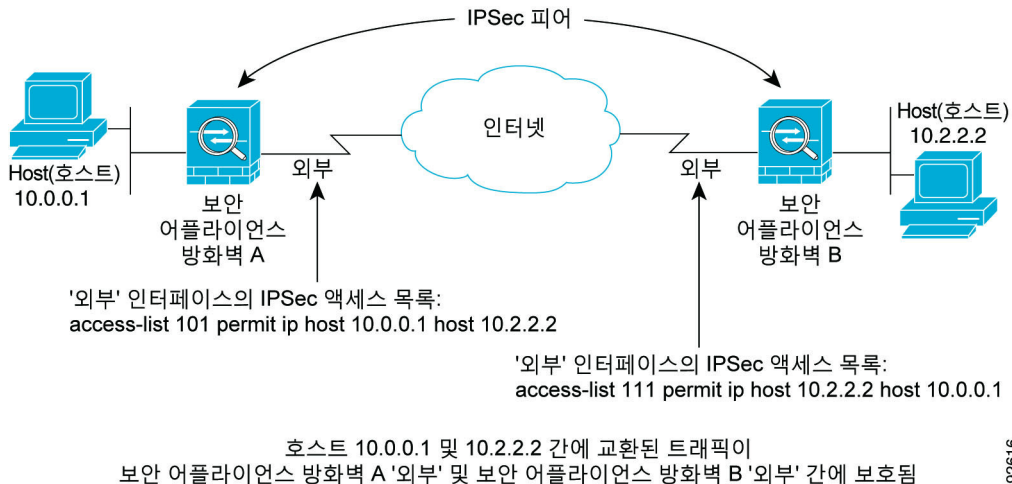 IPSec 피어
Host(호스트)
10.0.0.1
보안
어플라이언스
방화벽 A
외부
인터넷
외부
보안
어플라이언스
방화벽 B
Host(호스트)
10.2.2.2
'외부' 인터페이스의 IPSec 액세스 목록:
access-list 101 permit ip host 10.0.0.1 host 10.2.2.2
'외부' 인터페이스의 IPSec 액세스 목록:
access-list 111 permit ip host 10.2.2.2 host 10.0.0.1
호스트 10.0.0.1 및 10.2.2.2 간에 교환된 트래픽이
보안 어플라이언스 방화벽 A '외부' 및 보안 어플라이언스 방화벽 B '외부' 간에 보호됨